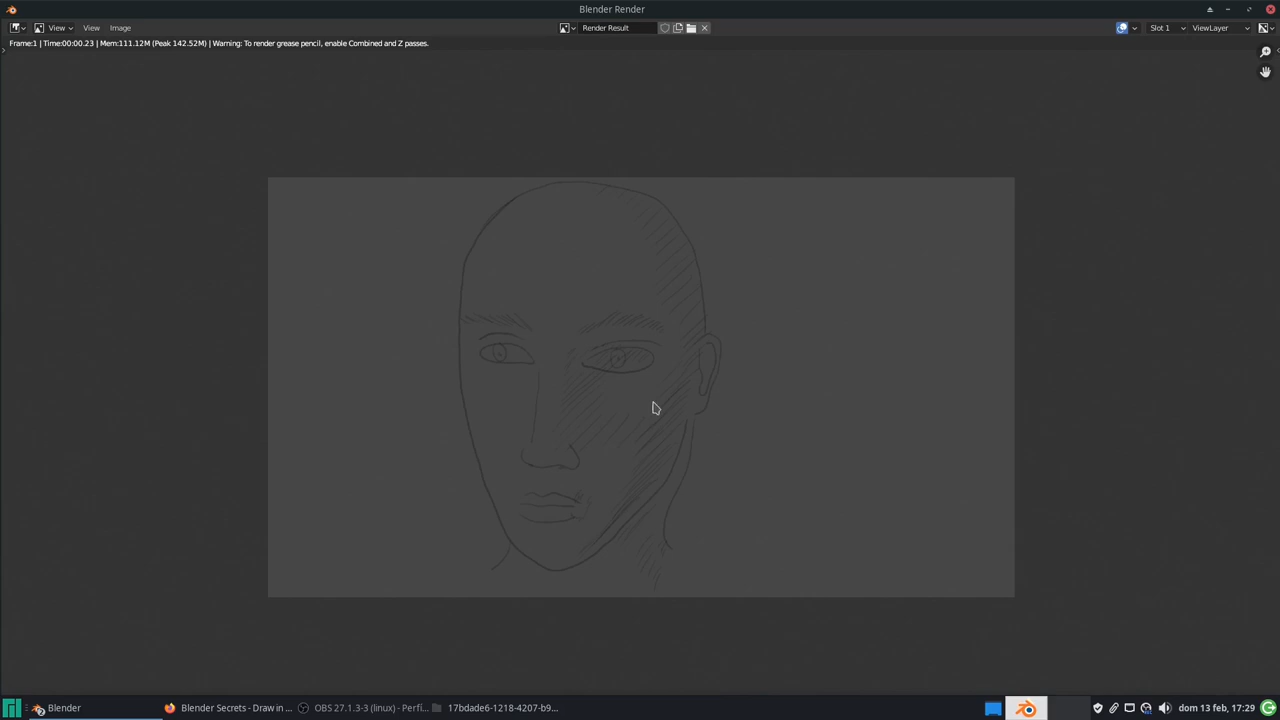 Blender Render
View View Image Render Result Slot 1 ViewLayer
Frame:1 | Time:00:00.23 | Mem:111.12M (Peak 142.52M) | Warning: To render grease pencil, enable Combined and Z passes.
Blender Blender Secrets - Draw in ... OBS 27.1.3-3 (linux) - Perfi... 17bdade6-1218-4207-b9... dom 13 feb, 17:29